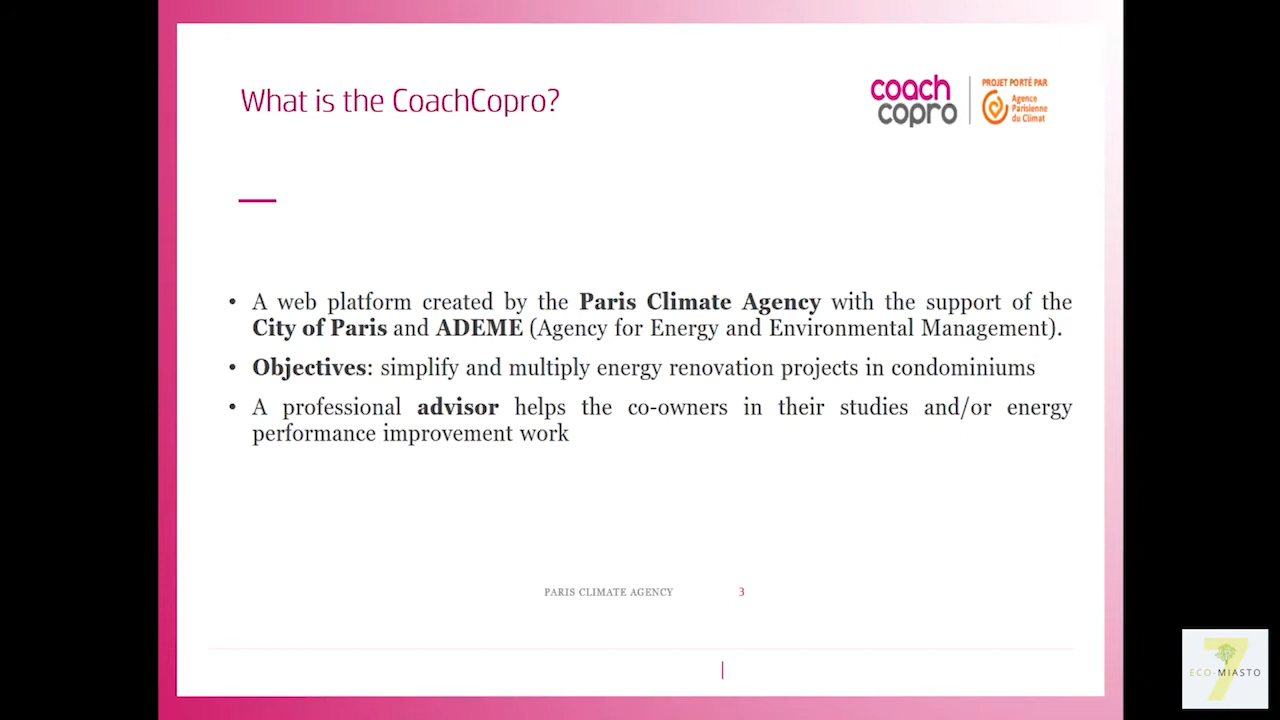 What is the CoachCopro?
coach
copro
PROJET PORTÉ PAR
Agence
Parisienne
du Climat
• A web platform created by the Paris Climate Agency with the support of the
City of Paris and ADEME (Agency for Energy and Environmental Management).
• Objectives: simplify and multiply energy renovation projects in condominiums
• A professional advisor helps the co-owners in their studies and/or energy
performance improvement work
PARIS CLIMATE AGENCY 3
7
ECO-MIASTO